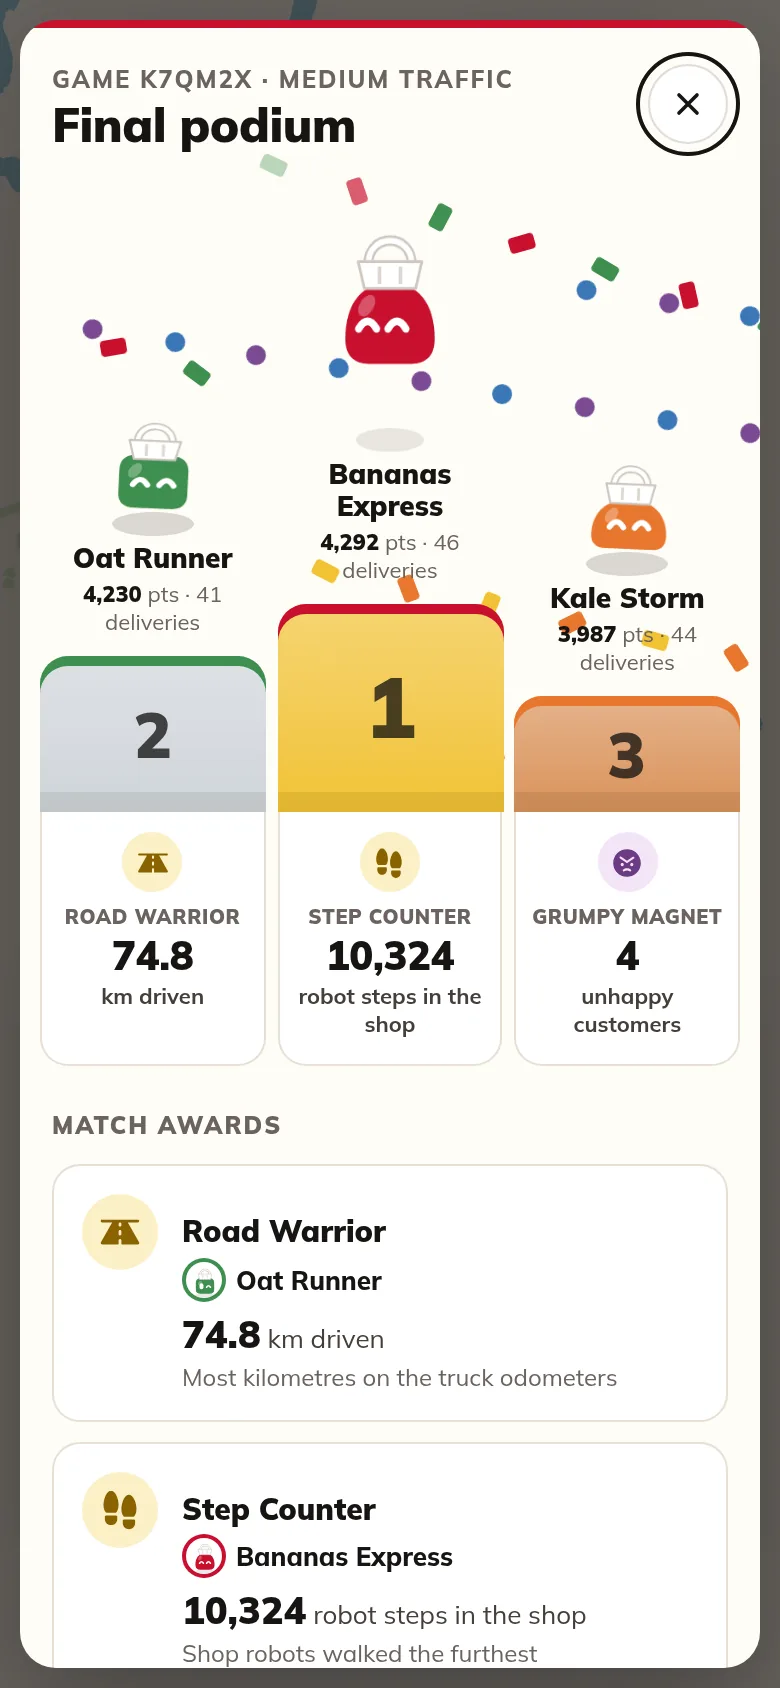 GAME K7QM2X · MEDIUM TRAFFIC
Final podium
Bananas
Express
4,292 pts · 46
deliveries
Oat Runner
4,230 pts · 41
deliveries
Kale Storm
3,987 pts · 44
deliveries
2
1
3
ROAD WARRIOR
74.8
km driven
STEP COUNTER
10,324
robot steps in the
shop
GRUMPY MAGNET
4
unhappy
customers
MATCH AWARDS
Road Warrior
Oat Runner
74.8 km driven
Most kilometres on the truck odometers
Step Counter
Bananas Express
10,324 robot steps in the shop
Shop robots walked the furthest